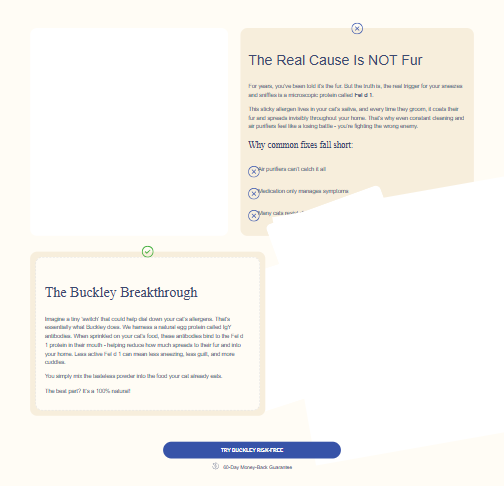 The Real Cause Is NOT Fur
For years, you've been told it's the fur. But the truth is, the real trigger for your sneezes
and sniffles is a microscopic protein called Fel d 1.
This sticky allergen lives in your cat's saliva, and every time they groom, it coats their
fur and spreads invisibly throughout your home. That's why even constant cleaning and
air purifiers feel like a losing battle - you're fighting the wrong enemy.
Why common fixes fall short:
Air purifiers can't catch it all
Medication only manages symptoms
Many cats
The Buckley Breakthrough
Imagine a tiny 'switch' that could help dial down your cat's allergens. That's
essentially what Buckley does. We harness a natural egg protein called IgY
antibodies. When sprinkled on your cat's food, these antibodies bind to the Fel d
1 protein in their mouth - helping reduce how much spreads to their fur and into
your home. Less active Fel d 1 can mean less sneezing, less guilt, and more
cuddles.
You simply mix the tasteless powder into the food your cat already eats.
The best part? It's a 100% natural!
TRY BUCKLEY RISK-FREE
60-Day Money-Back Guarantee